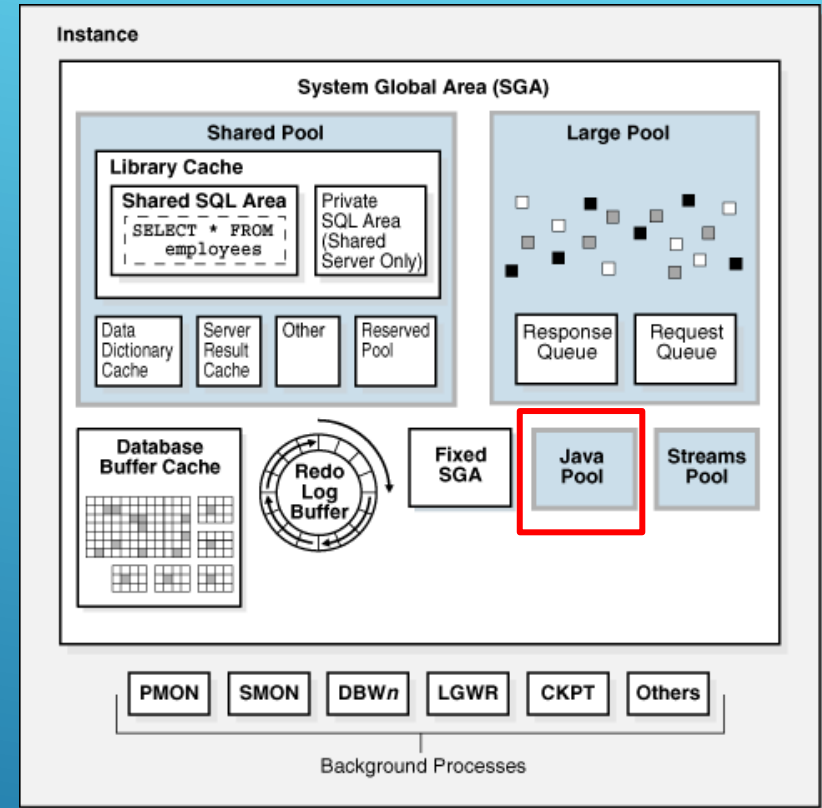 Instance
System Global Area (SGA)
Shared Pool
Library Cache
Shared SQL Area
SELECT * FROM
employees
Private
SQL Area
(Shared
Server Only)
Data
Dictionary
Cache
Server
Result
Cache
Other
Reserved
Pool
Large Pool
Response
Queue
Request
Queue
Database
Buffer Cache
Redo
Log
Buffer
Fixed
SGA
Java
Pool
Streams
Pool
PMON
SMON
DBWn
LGWR
CKPT
Others
Background Processes